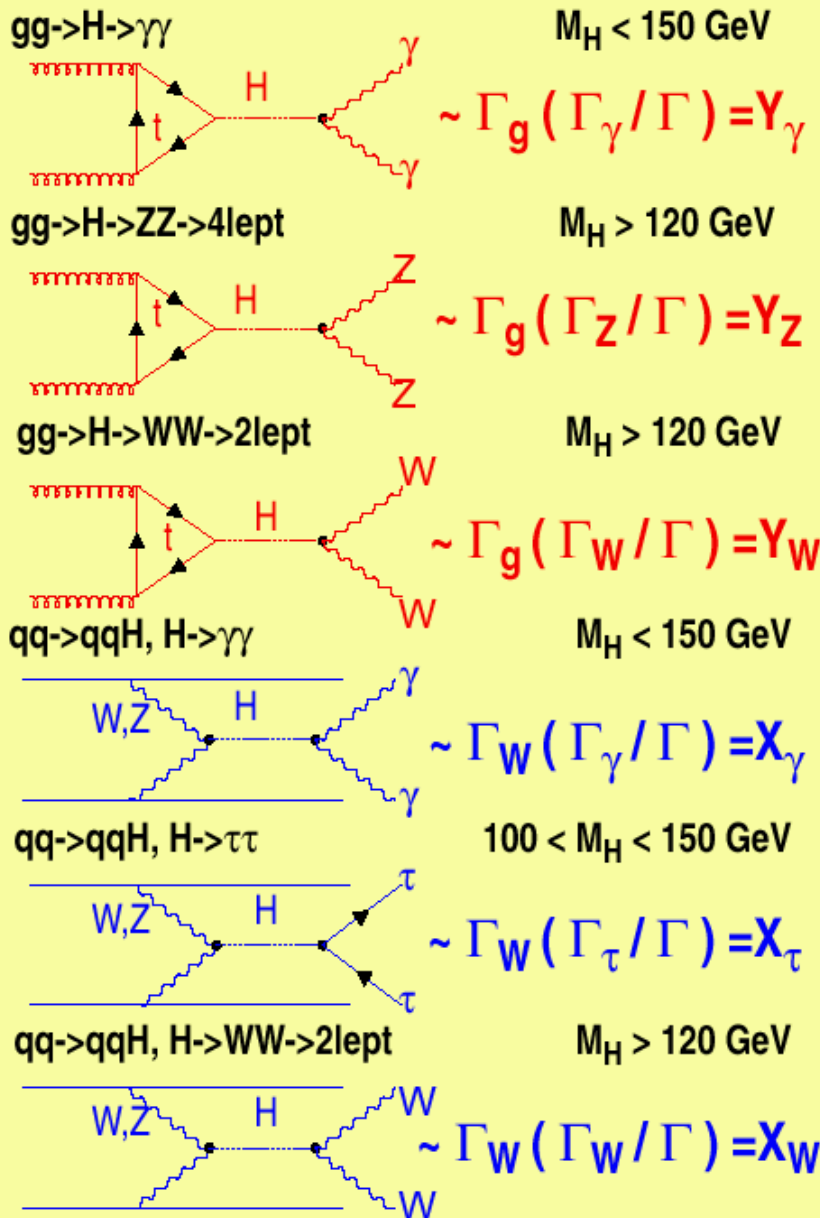 gg->H->γγ M_H < 150 GeV
t H γ γ ~ Γ_g ( Γ_γ / Γ ) =Y_γ
gg->H->ZZ->4lept M_H > 120 GeV
t H Z Z ~ Γ_g ( Γ_Z / Γ ) =Y_Z
gg->H->WW->2lept M_H > 120 GeV
t H W W ~ Γ_g ( Γ_W / Γ ) =Y_W
qq->qqH, H->γγ M_H < 150 GeV
W,Z H γ γ ~ Γ_W ( Γ_γ / Γ ) =X_γ
qq->qqH, H->ττ 100 < M_H < 150 GeV
W,Z H τ τ ~ Γ_W ( Γ_τ / Γ ) =X_τ
qq->qqH, H->WW->2lept M_H > 120 GeV
W,Z H W W ~ Γ_W ( Γ_W / Γ ) =X_W